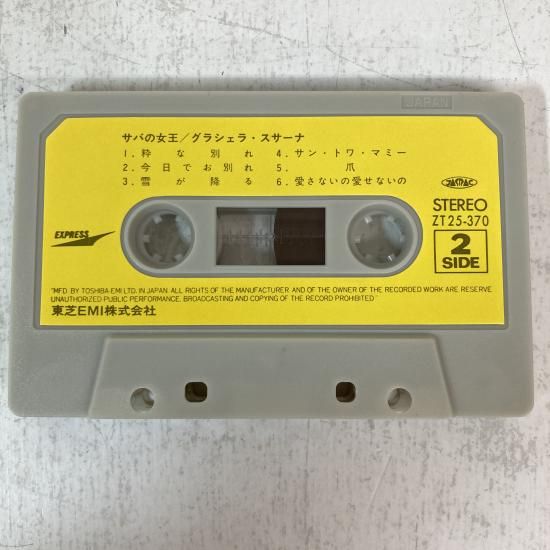 JAPAN
サバの女王/グラシェラ・スサーナ
1. 粋な別れ
2. 今日でお別れ
3. 雪が降る
4. サン・トワ・マミー
5. 爪
6. 愛さないの愛せないの
JASRAC
EXPRESS
STEREO
ZT25-370
2
SIDE
"MFD. BY TOSHIBA-EMI LTD. IN JAPAN. ALL RIGHTS OF THE MANUFACTURER AND OF THE OWNER OF THE RECORDED WORK ARE RESERVE
UNAUTHORIZED PUBLIC PERFORMANCE. BROADCASTING AND COPYING OF THE RECORD PROHIBITED"
東芝EMI株式会社